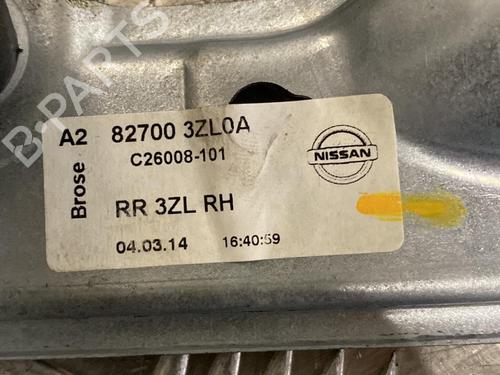 A2 82700 3ZL0A
Brose
C26008-101
NISSAN
RR 3ZL RH
04.03.14 16:40:59
B-PARTS